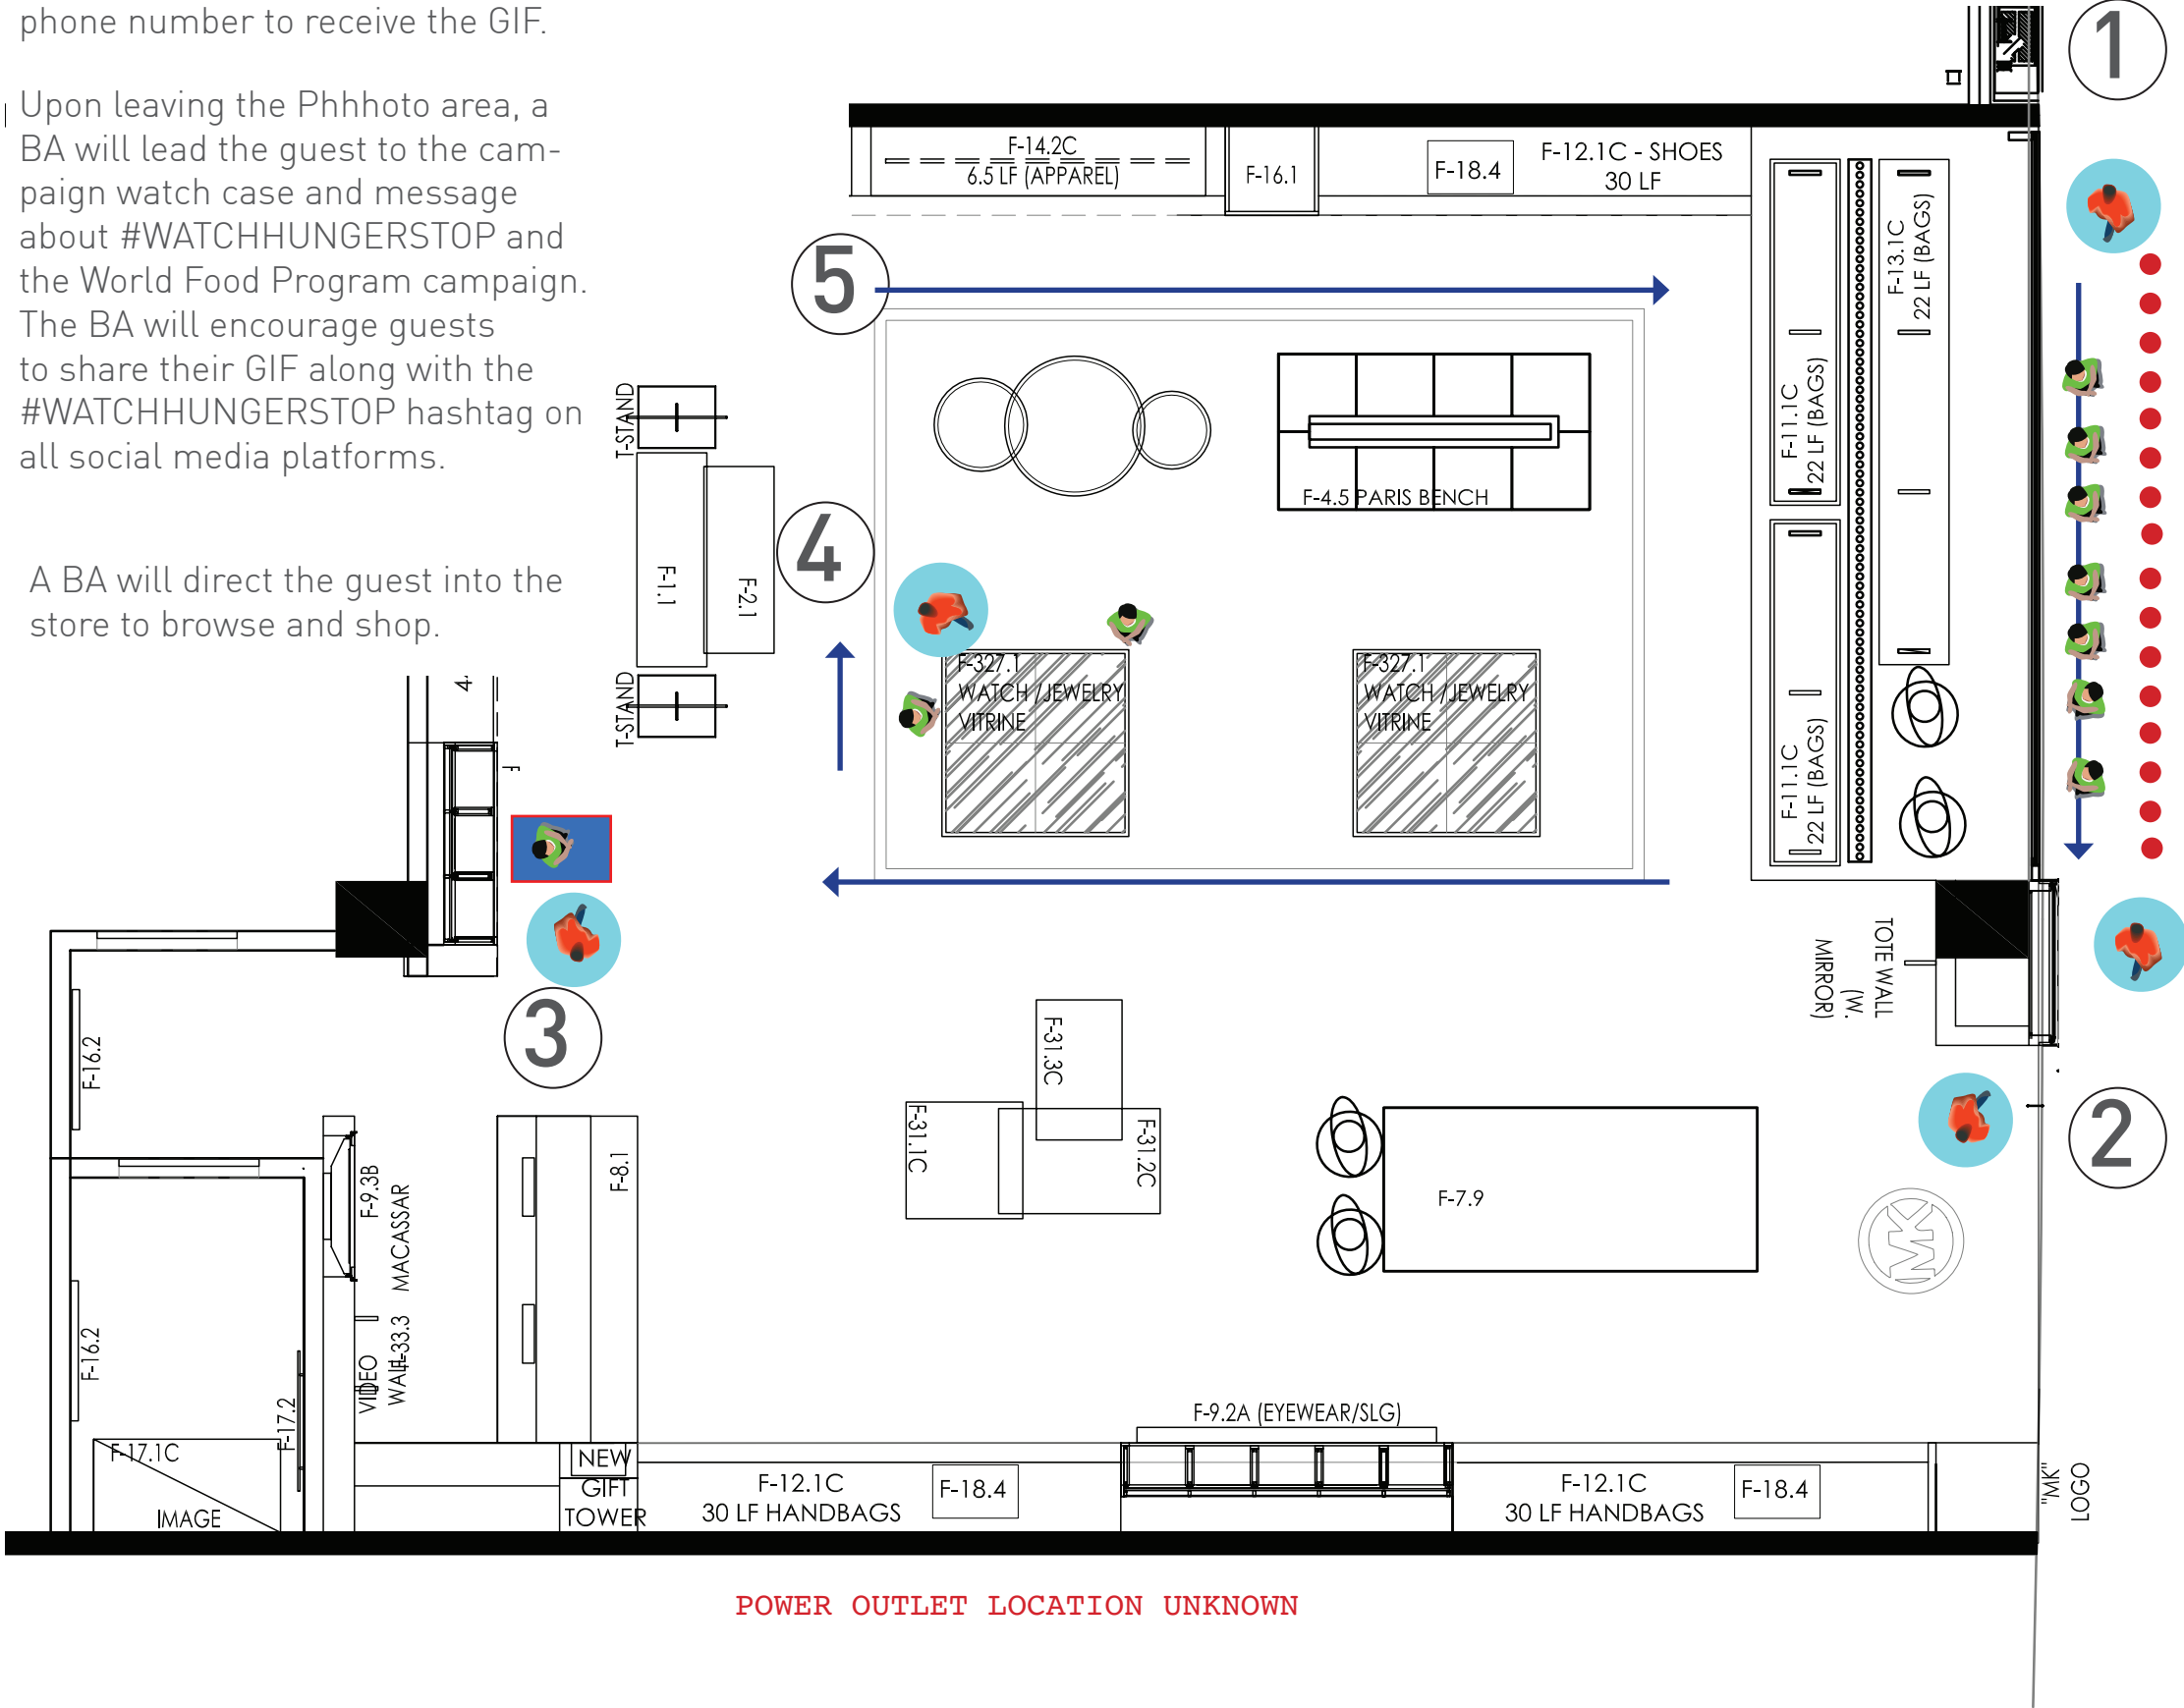 phone number to receive the GIF.
Upon leaving the Phhhoto area, a
BA will lead the guest to the cam-
paign watch case and message
about #WATCHHUNGERSTOP and
the World Food Program campaign.
The BA will encourage guests
to share their GIF along with the
#WATCHHUNGERSTOP hashtag on
all social media platforms.
A BA will direct the guest into the
store to browse and shop.
1
F-14.2C
6.5 LF (APPAREL)
F-16.1
F-18.4
F-12.1C - SHOES
30 LF
F-13.1C
22 LF (BAGS)
5
F-11.1C
22 LF (BAGS)
T-STAND
F-4.5 PARIS BENCH
4
F-1.1
F-2.1
T-STAND
F-327.1
WATCH /JEWELRY
VITRINE
F-327.1
WATCH /JEWELRY
VITRINE
F-11.1C
22 LF (BAGS)
4'
F
TOTE WALL
(W.
MIRROR)
3
F-16.2
F-31.3C
F-31.1C
F-31.2C
2
F-8.1
F-9.3B
MACASSAR
F-7.9
MK
F-16.2
VIDEO
WALL
F-33.3
F-17.2
F-17.1C
IMAGE
NEW
GIFT
TOWER
F-12.1C
30 LF HANDBAGS
F-18.4
F-9.2A (EYEWEAR/SLG)
F-12.1C
30 LF HANDBAGS
F-18.4
"MK"
LOGO
POWER OUTLET LOCATION UNKNOWN